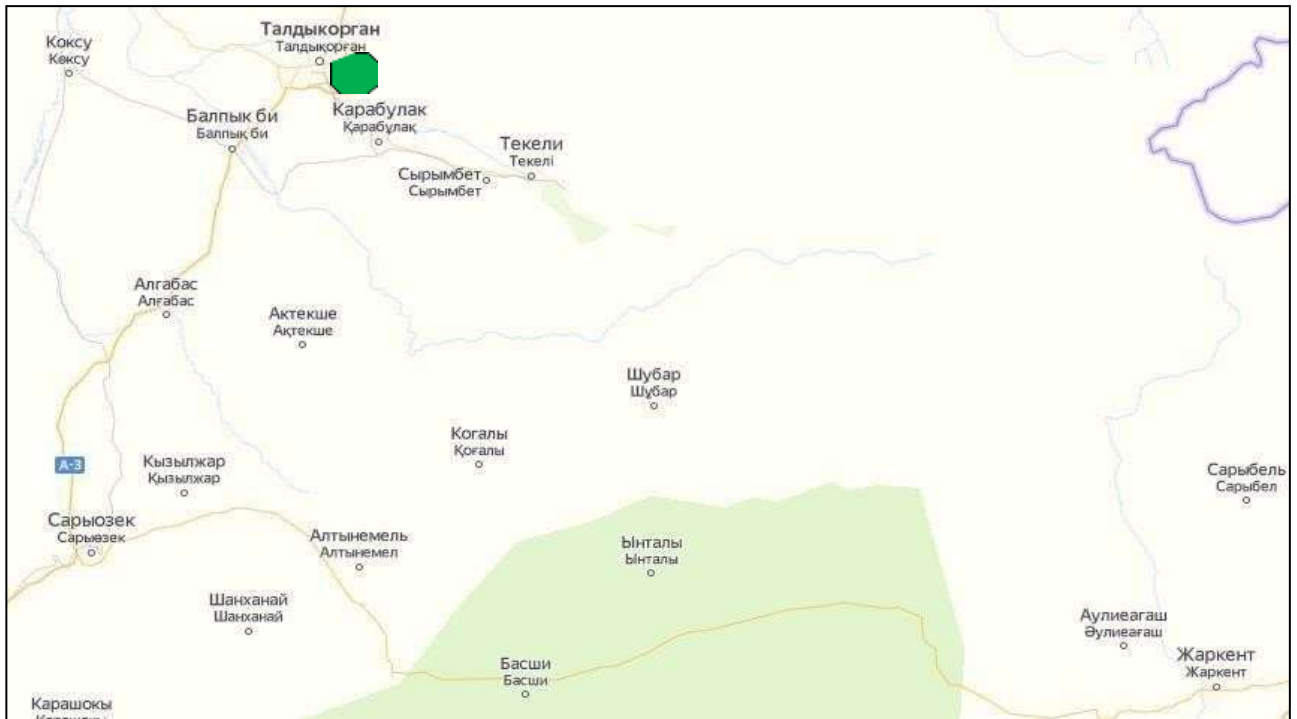 Талдыкорган
Талдықорған
Коксу
Көксу
Балпык би
Балпық би
Карабулак
Қарабұлақ
Текели
Текелі
Сырымбет
Сырымбет
Алгабас
Алғабас
Актекше
Ақтекше
Шубар
Шұбар
Когалы
Қоғалы
А-3
Кызылжар
Қызылжар
Сарыбель
Сарыбел
Сарыозек
Сарыөзек
Алтынемель
Алтынемел
Ынталы
Ынталы
Шанханай
Шанханай
Аулиеагаш
Әулиеағаш
Басши
Басши
Жаркент
Жаркент
Карашокы